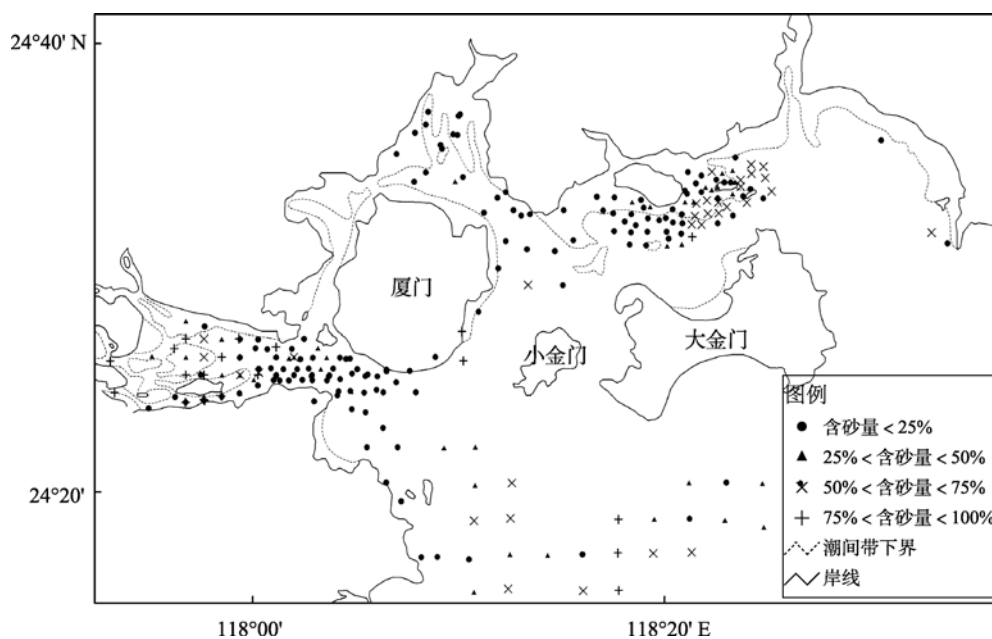 24°40' N
厦门
小金门
大金门
图例
含砂量 < 25%
25% < 含砂量 < 50%
50% < 含砂量 < 75%
75% < 含砂量 < 100%
潮间带下界
岸线
24°20'
118°00'
118°20' E